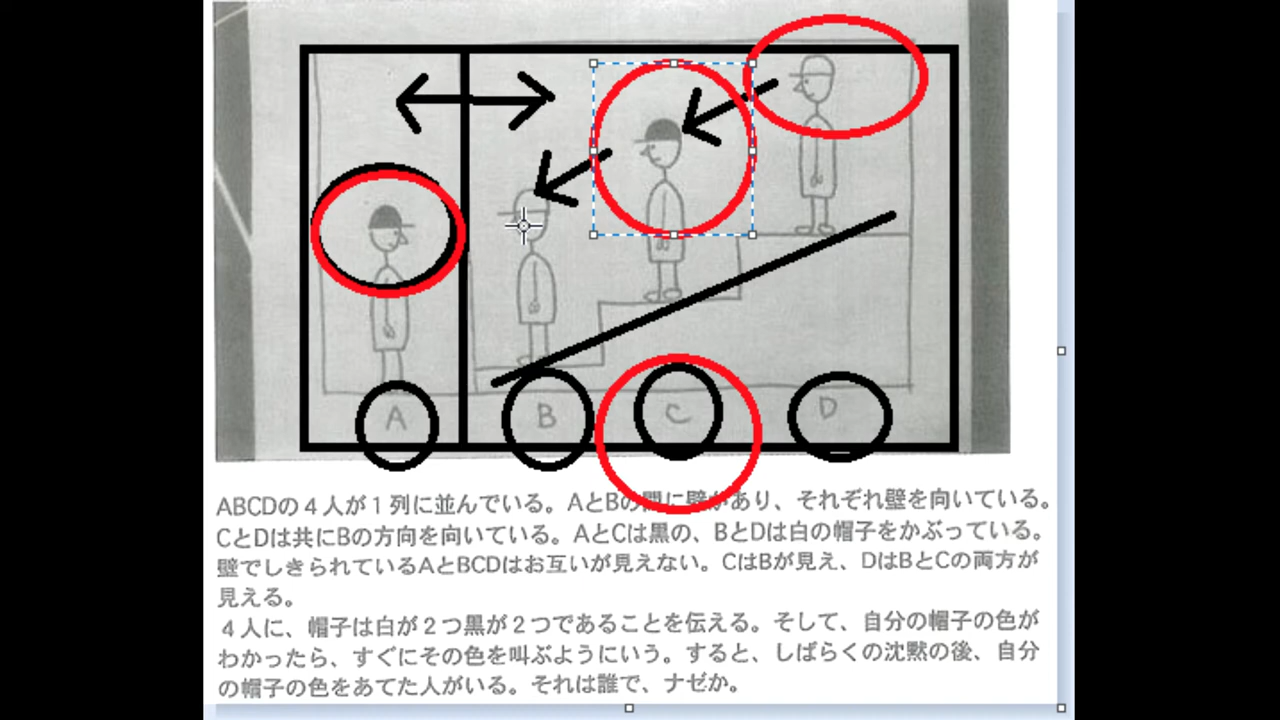 A B C D
ABCDの4人が1列に並んでいる。AとBの間に壁があり、それぞれ壁を向いている。
CとDは共にBの方向を向いている。AとCは黒の、BとDは白の帽子をかぶっている。
壁でしきられているAとBCDはお互いが見えない。CはBが見え、DはBとCの両方が
見える。
4人に、帽子は白が2つ黒が2つであることを伝える。そして、自分の帽子の色が
わかったら、すぐにその色を叫ぶようにいう。すると、しばらくの沈黙の後、自分
の帽子の色をあてた人がいる。それは誰で、ナゼか。